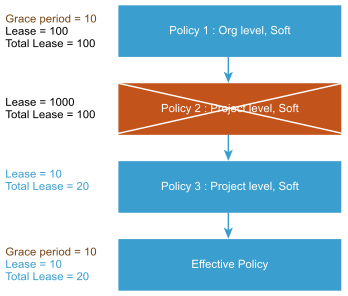 Grace period = 10
Lease = 100
Total Lease = 100
Policy 1 : Org level, Soft
Lease = 1000
Total Lease = 100
Policy 2 : Project level, Soft
Lease = 10
Total Lease = 20
Policy 3 : Project level, Soft
Grace period = 10
Lease = 10
Total Lease = 20
Effective Policy